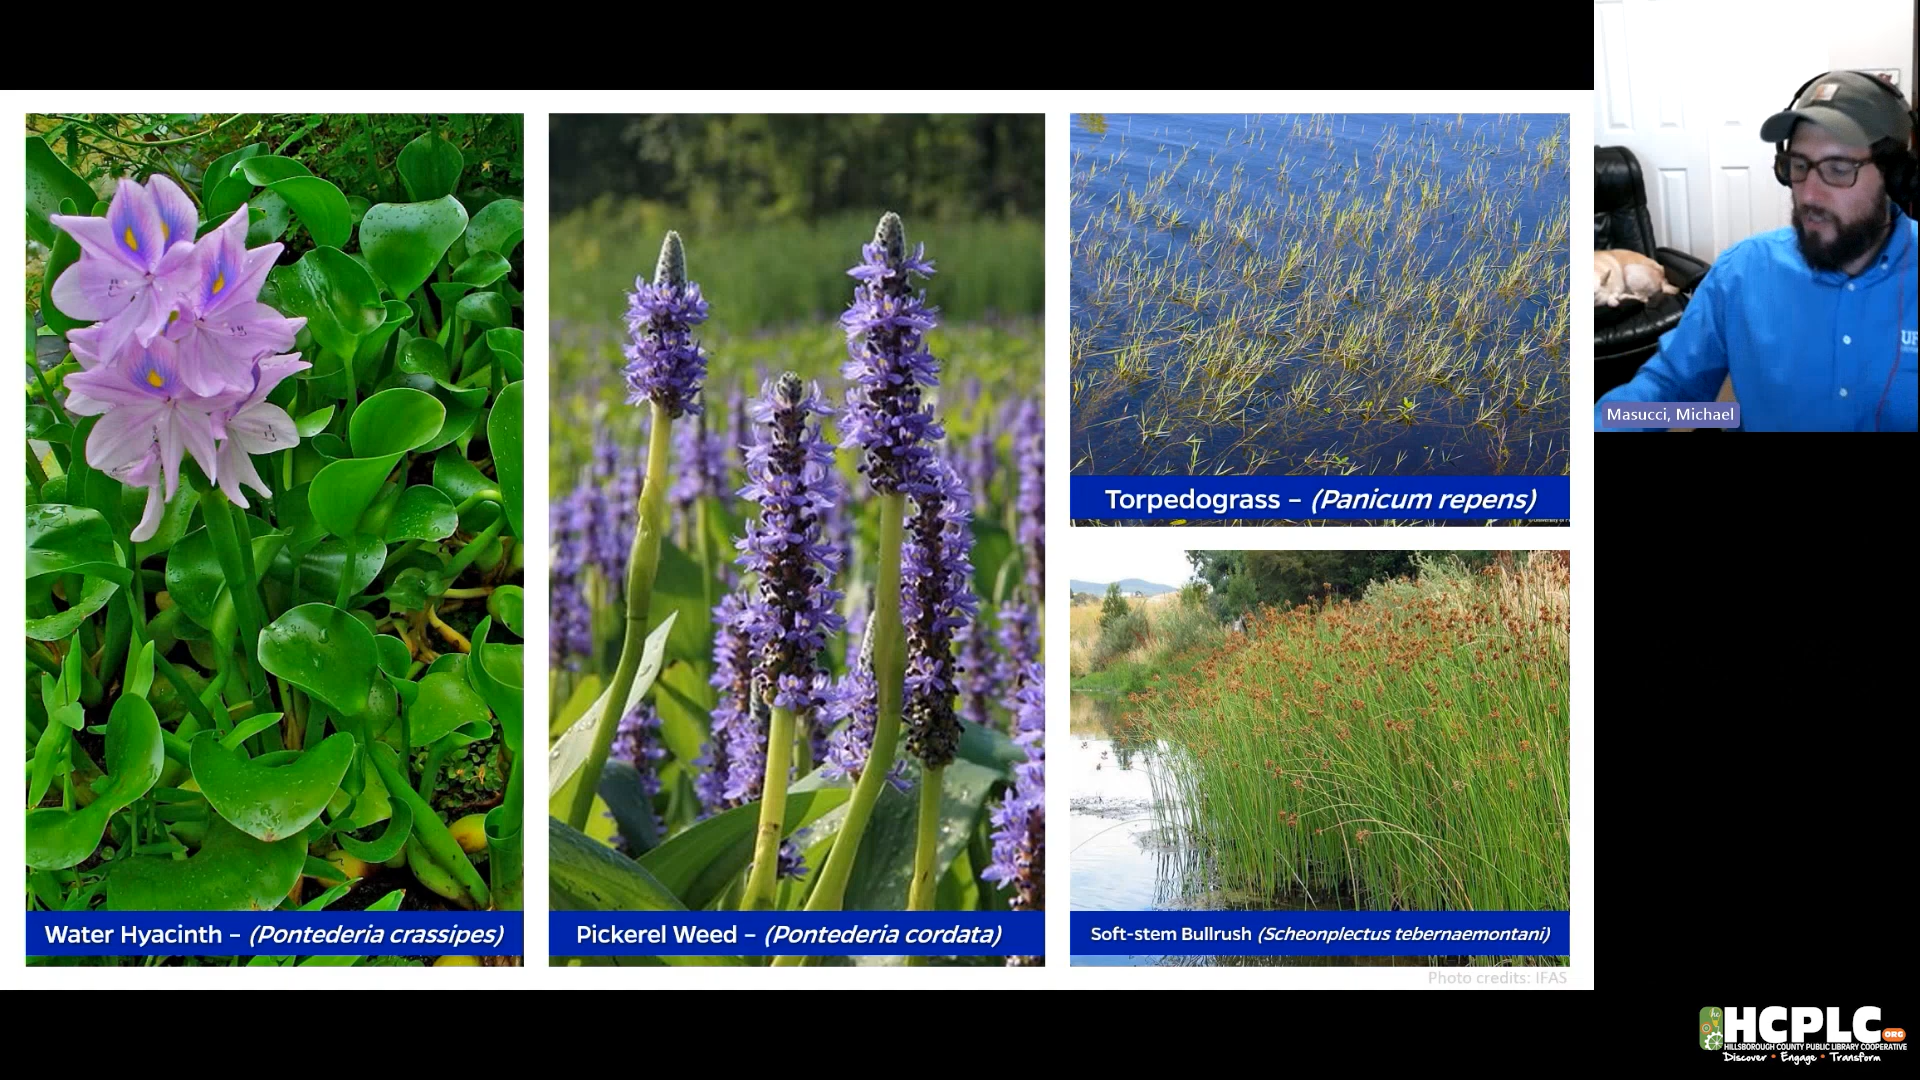 Water Hyacinth – (Pontederia crassipes)
Pickerel Weed – (Pontederia cordata)
Torpedograss – (Panicum repens)
Soft-stem Bullrush (Scheonplectus tebernaemontani)
Photo credits: IFAS
Masucci, Michael
UF
HCPLC.ORG
HILLSBOROUGH COUNTY PUBLIC LIBRARY COOPERATIVE
Discover • Engage • Transform